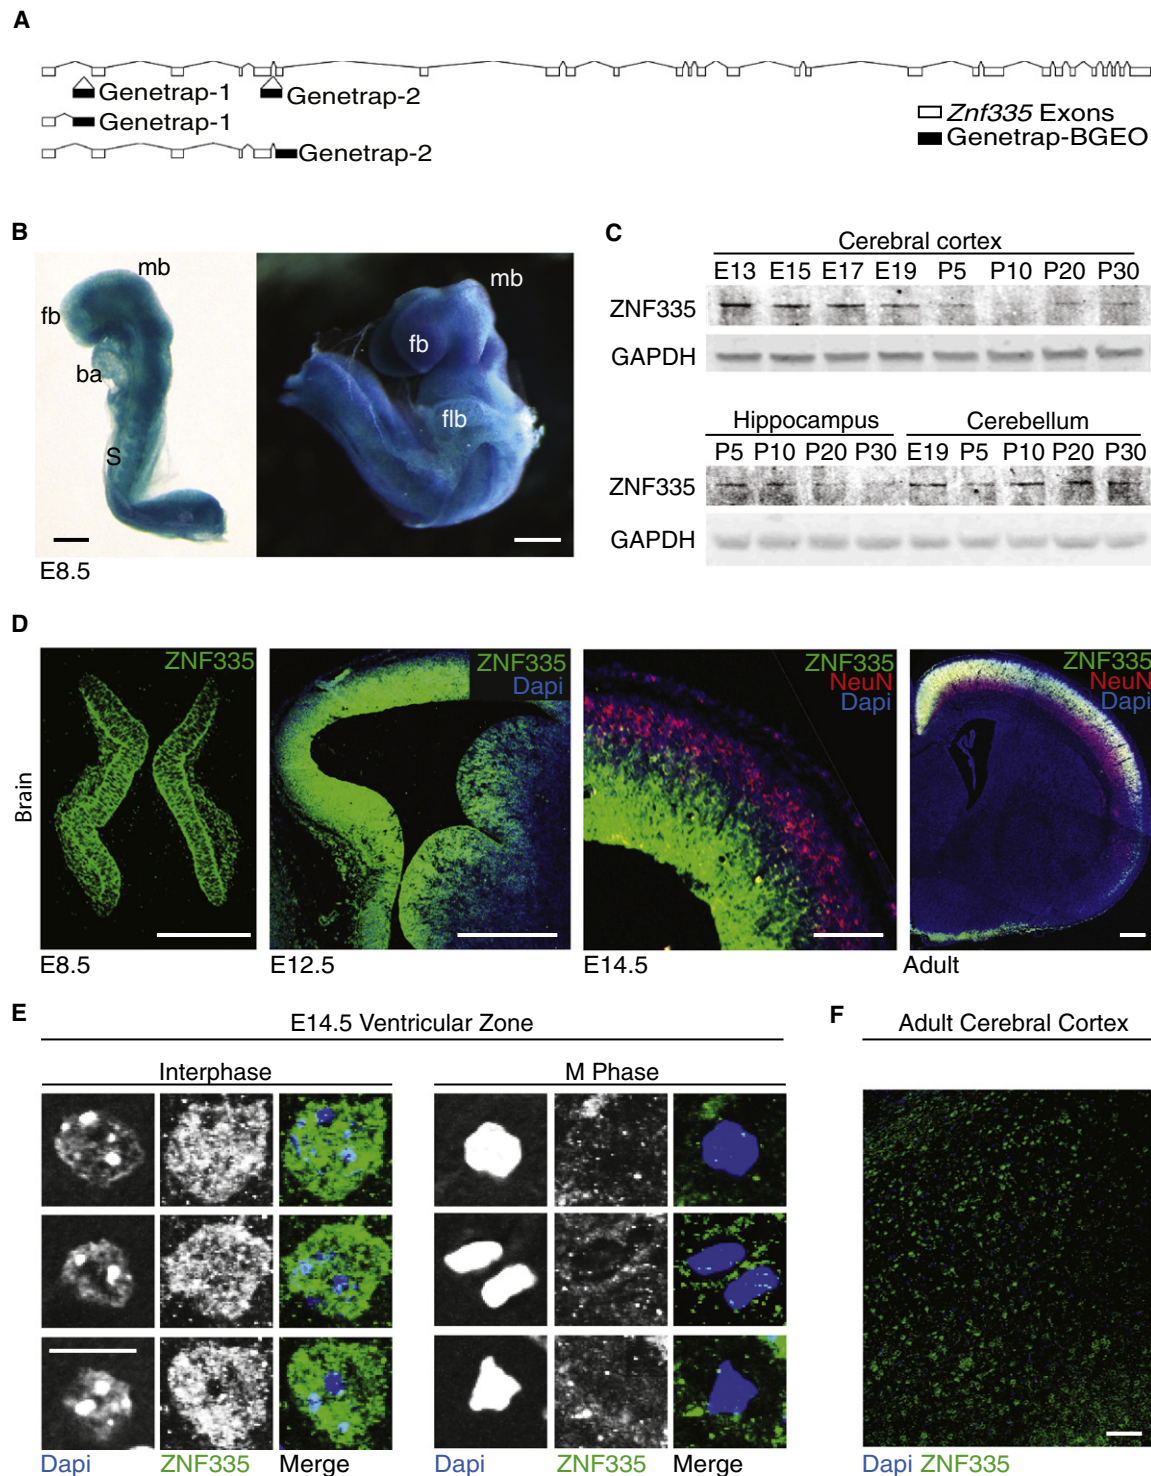 A
Genetrap-1
Genetrap-2
Genetrap-1
Genetrap-2
Znf335 Exons
Genetrap-BGEO
B
mb
fb
ba
S
mb
fb
flb
E8.5
C
Cerebral cortex
E13 E15 E17 E19 P5 P10 P20 P30
ZNF335
GAPDH
Hippocampus Cerebellum
P5 P10 P20 P30 E19 P5 P10 P20 P30
ZNF335
GAPDH
D
Brain
ZNF335
ZNF335
Dapi
ZNF335
NeuN
Dapi
ZNF335
NeuN
Dapi
E8.5
E12.5
E14.5
Adult
E
E14.5 Ventricular Zone
Interphase
M Phase
Dapi ZNF335 Merge
Dapi ZNF335 Merge
F
Adult Cerebral Cortex
Dapi ZNF335